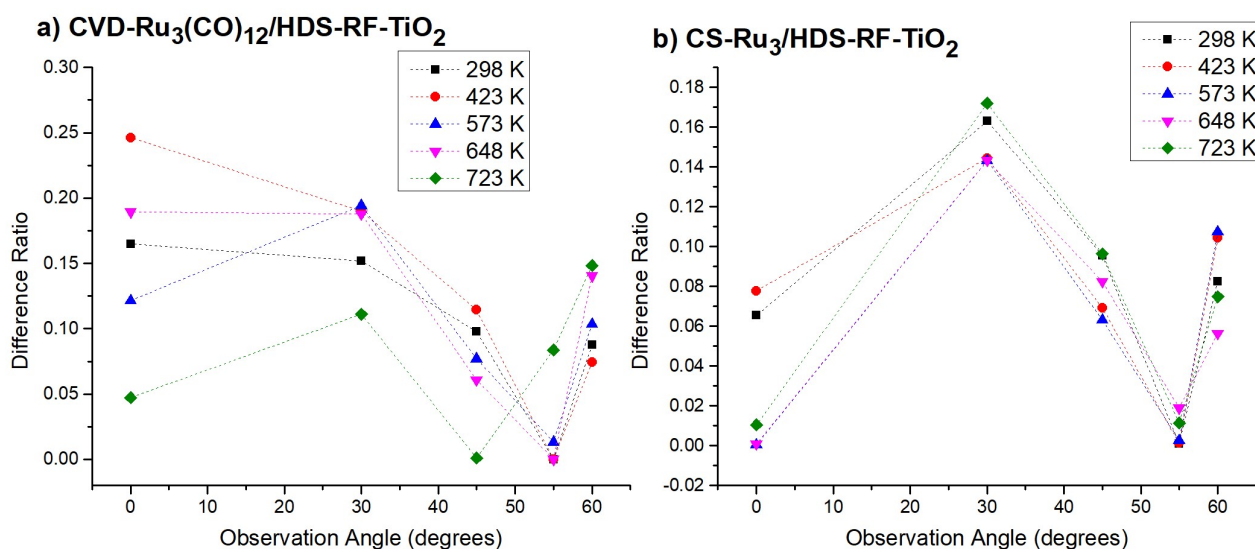 a) CVD-Ru3(CO)12/HDS-RF-TiO2
298 K
423 K
573 K
648 K
723 K
0.30
0.25
0.20
0.15
0.10
0.05
0.00
Difference Ratio
0 10 20 30 40 50 60
Observation Angle (degrees)
b) CS-Ru3/HDS-RF-TiO2
298 K
423 K
573 K
648 K
723 K
0.18
0.16
0.14
0.12
0.10
0.08
0.06
0.04
0.02
0.00
-0.02
Difference Ratio
0 10 20 30 40 50 60
Observation Angle (degrees)